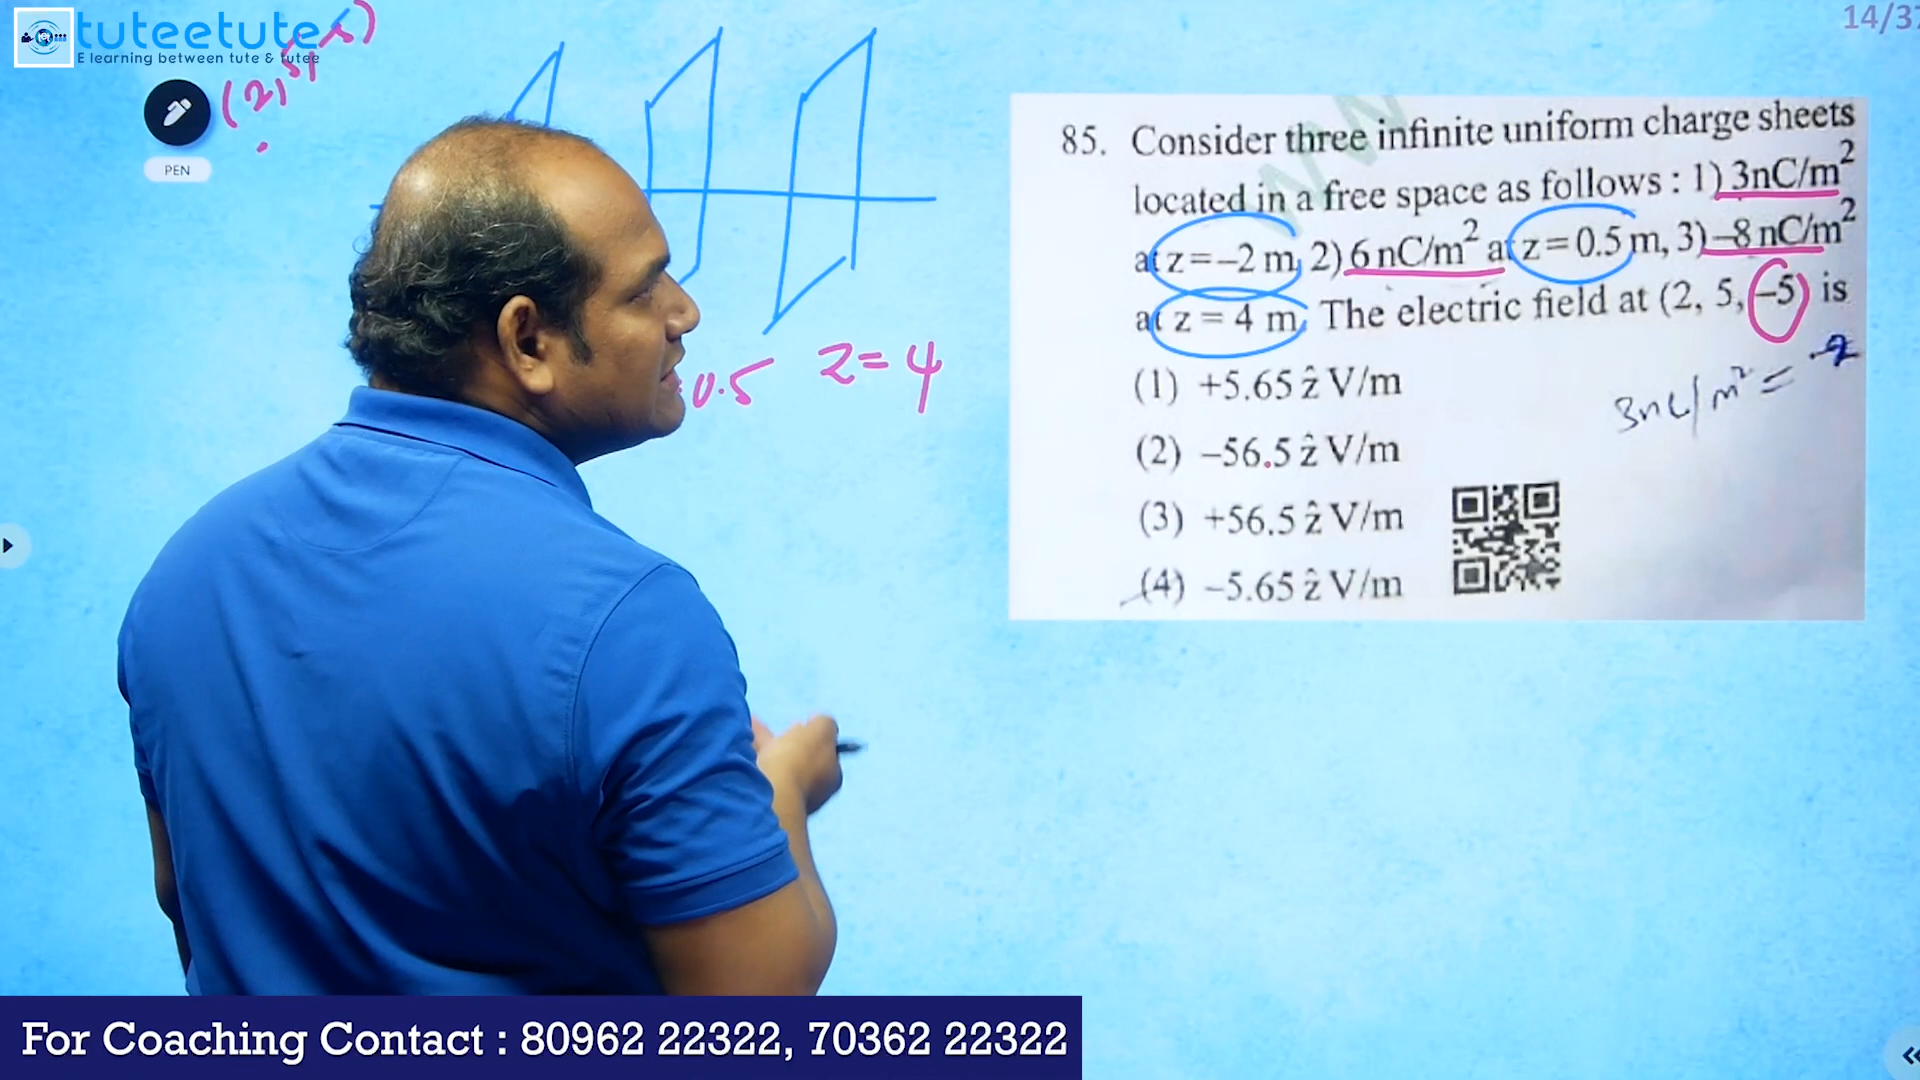 tuteetute
E learning between tute & tutee
14/37
PEN
85. Consider three infinite uniform charge sheets
located in a free space as follows : 1) 3nC/m²
at z=–2 m, 2) 6 nC/m² at z=0.5 m, 3) –8 nC/m²
at z = 4 m. The electric field at (2, 5, –5) is
(1) +5.65 ẑ V/m
(2) –56.5 ẑ V/m
(3) +56.5 ẑ V/m
(4) –5.65 ẑ V/m
3nC/m² =
0.5
z=4
(2, 5,
For Coaching Contact : 80962 22322, 70362 22322